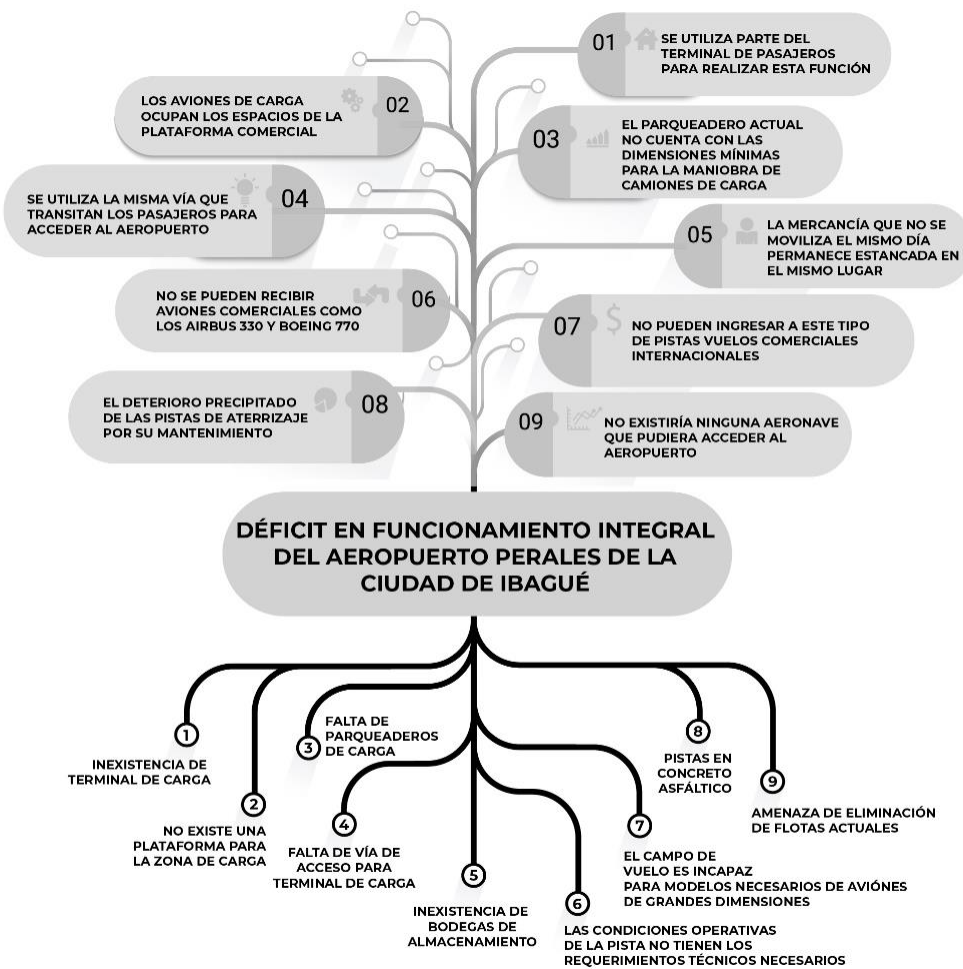 01
SE UTILIZA PARTE DEL
TERMINAL DE PASAJEROS
PARA REALIZAR ESTA FUNCIÓN
02
LOS AVIONES DE CARGA
OCUPAN LOS ESPACIOS DE LA
PLATAFORMA COMERCIAL
03
EL PARQUEADERO ACTUAL
NO CUENTA CON LAS
DIMENSIONES MÍNIMAS
PARA LA MANIOBRA DE
CAMIONES DE CARGA
04
SE UTILIZA LA MISMA VÍA QUE
TRANSITAN LOS PASAJEROS PARA
ACCEDER AL AEROPUERTO
05
LA MERCANCÍA QUE NO SE
MOVILIZA EL MISMO DÍA
PERMANECE ESTANCADA EN
EL MISMO LUGAR
06
NO SE PUEDEN RECIBIR
AVIONES COMERCIALES COMO
LOS AIRBUS 330 Y BOEING 770
07
$
NO PUEDEN INGRESAR A ESTE TIPO
DE PISTAS VUELOS COMERCIALES
INTERNACIONALES
08
EL DETERIORO PRECIPITADO
DE LAS PISTAS DE ATERRIZAJE
POR SU MANTENIMIENTO
09
NO EXISTIRÍA NINGUNA AERONAVE
QUE PUDIERA ACCEDER AL
AEROPUERTO
DÉFICIT EN FUNCIONAMIENTO INTEGRAL
DEL AEROPUERTO PERALES DE LA
CIUDAD DE IBAGUÉ
1
INEXISTENCIA DE
TERMINAL DE CARGA
2
NO EXISTE UNA
PLATAFORMA PARA
LA ZONA DE CARGA
3
FALTA DE
PARQUEADEROS
DE CARGA
4
FALTA DE VÍA DE
ACCESO PARA
TERMINAL DE CARGA
5
INEXISTENCIA DE
BODEGAS DE
ALMACENAMIENTO
6
LAS CONDICIONES OPERATIVAS
DE LA PISTA NO TIENEN LOS
REQUERIMIENTOS TÉCNICOS NECESARIOS
7
EL CAMPO DE
VUELO ES INCAPAZ
PARA MODELOS NECESARIOS DE AVIÓNES
DE GRANDES DIMENSIONES
8
PISTAS EN
CONCRETO
ASFÁLTICO
9
AMENAZA DE ELIMINACIÓN
DE FLOTAS ACTUALES